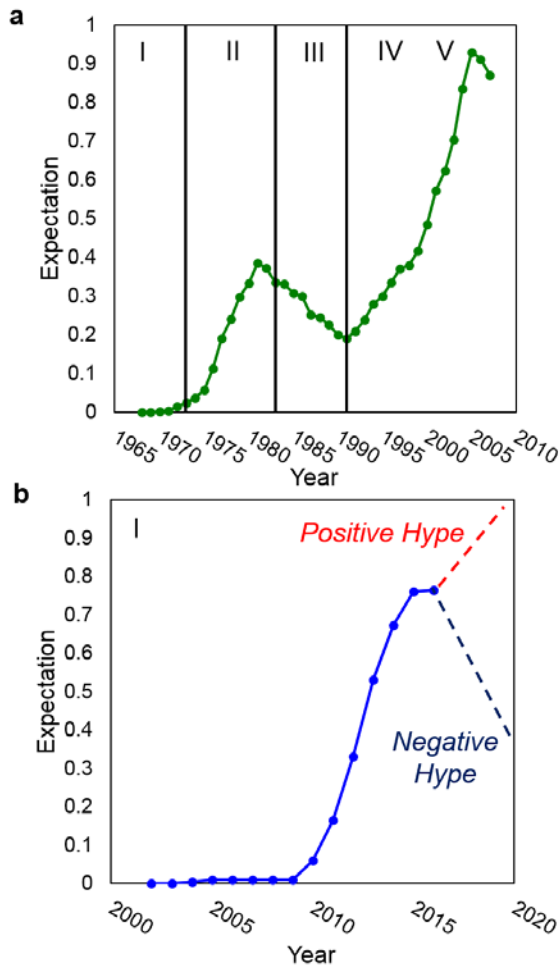 a
1
0.9
0.8
0.7
0.6
0.5
0.4
0.3
0.2
0.1
0
Expectation
I II III IV V
1965 1970 1975 1980 1985 1990 1995 2000 2005 2010
Year
b
1
0.9
0.8
0.7
0.6
0.5
0.4
0.3
0.2
0.1
0
Expectation
I
Positive Hype
Negative
Hype
2000 2005 2010 2015 2020
Year